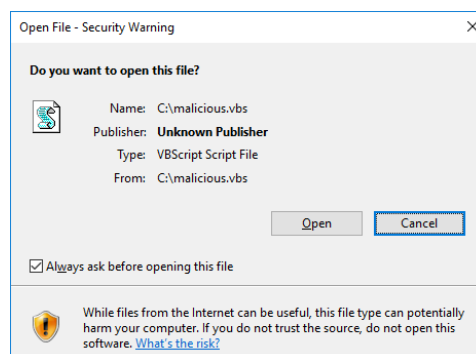 Open File - Security Warning
Do you want to open this file?
Name: C:\malicious.vbs
Publisher: Unknown Publisher
Type: VBScript Script File
From: C:\malicious.vbs
Open Cancel
Always ask before opening this file
While files from the Internet can be useful, this file type can potentially
harm your computer. If you do not trust the source, do not open this
software. What's the risk?